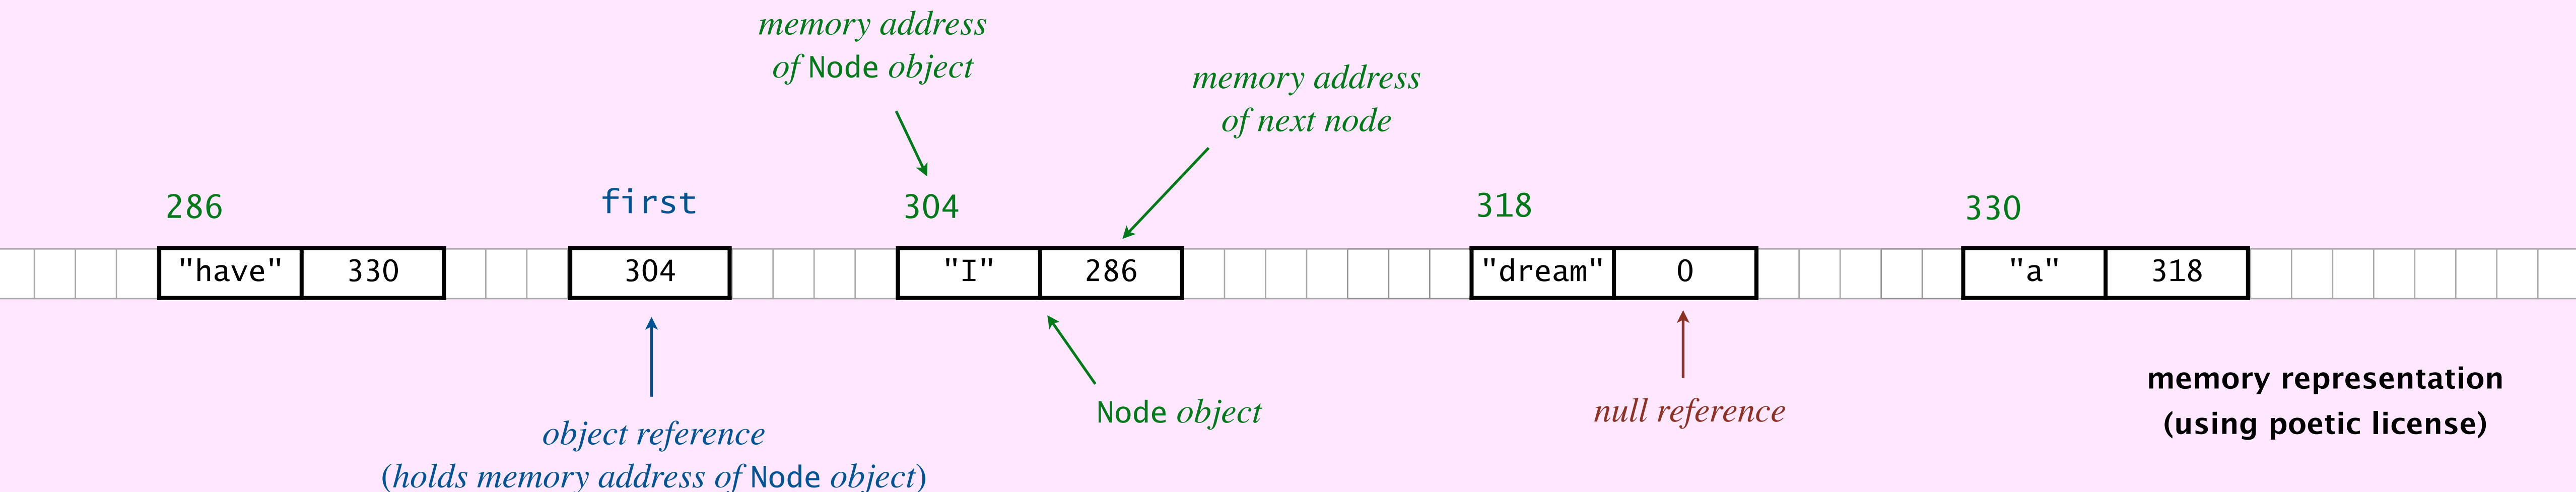 memory address
of Node object
memory address
of next node
286
first
304
318
330
"have" 330
304
"I" 286
"dream" 0
"a" 318
object reference
(holds memory address of Node object)
Node object
null reference
memory representation
(using poetic license)